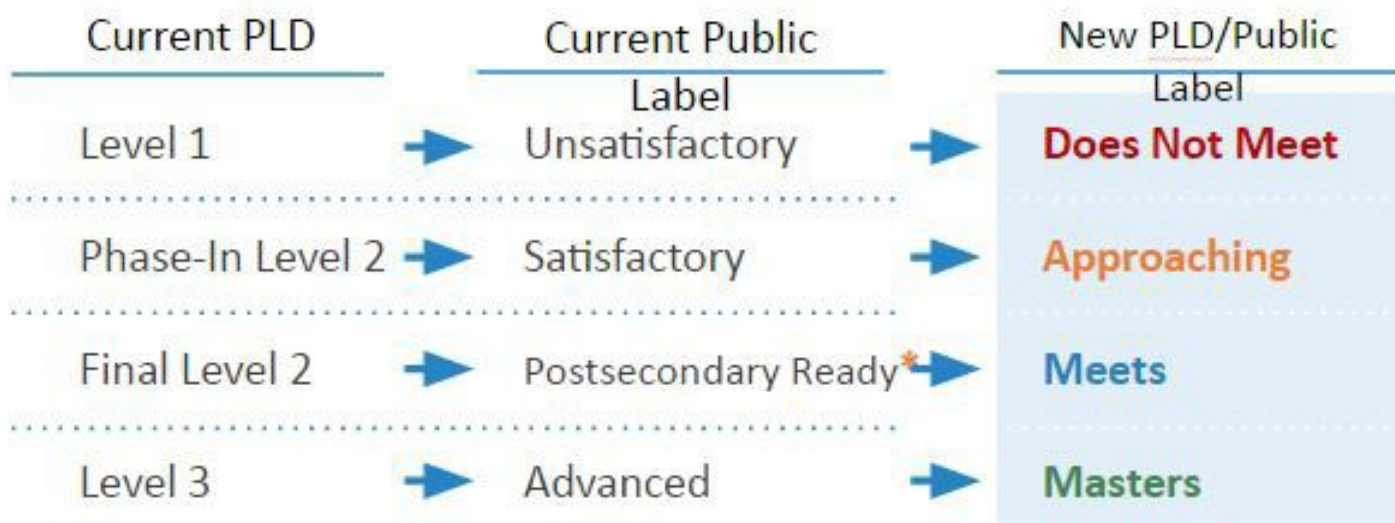 Current PLD
Current Public
Label
New PLD/Public
Label
Level 1
Unsatisfactory
Does Not Meet
Phase-In Level 2
Satisfactory
Approaching
Final Level 2
Postsecondary Ready*
Meets
Level 3
Advanced
Masters